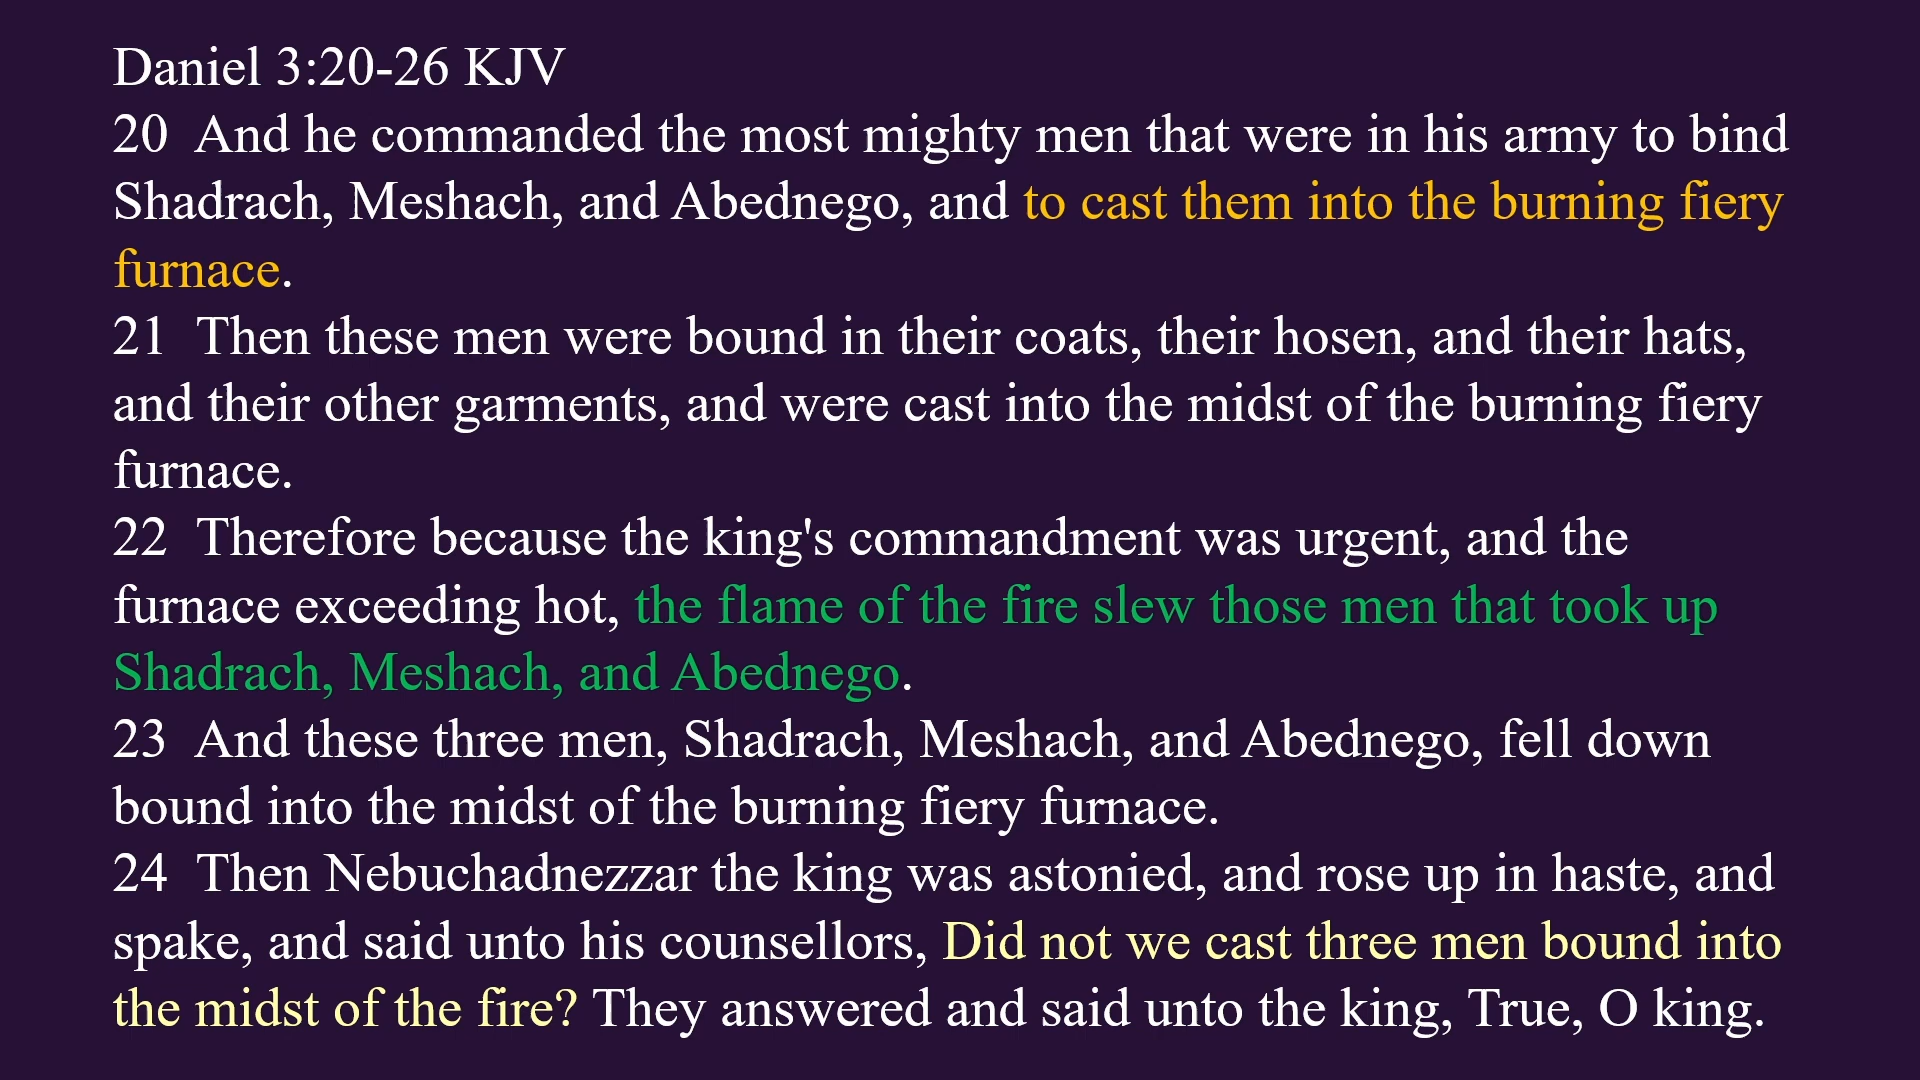 Daniel 3:20-26 KJV
20  And he commanded the most mighty men that were in his army to bind
Shadrach, Meshach, and Abednego, and to cast them into the burning fiery
furnace.
21  Then these men were bound in their coats, their hosen, and their hats,
and their other garments, and were cast into the midst of the burning fiery
furnace.
22  Therefore because the king's commandment was urgent, and the
furnace exceeding hot, the flame of the fire slew those men that took up
Shadrach, Meshach, and Abednego.
23  And these three men, Shadrach, Meshach, and Abednego, fell down
bound into the midst of the burning fiery furnace.
24  Then Nebuchadnezzar the king was astonied, and rose up in haste, and
spake, and said unto his counsellors, Did not we cast three men bound into
the midst of the fire? They answered and said unto the king, True, O king.